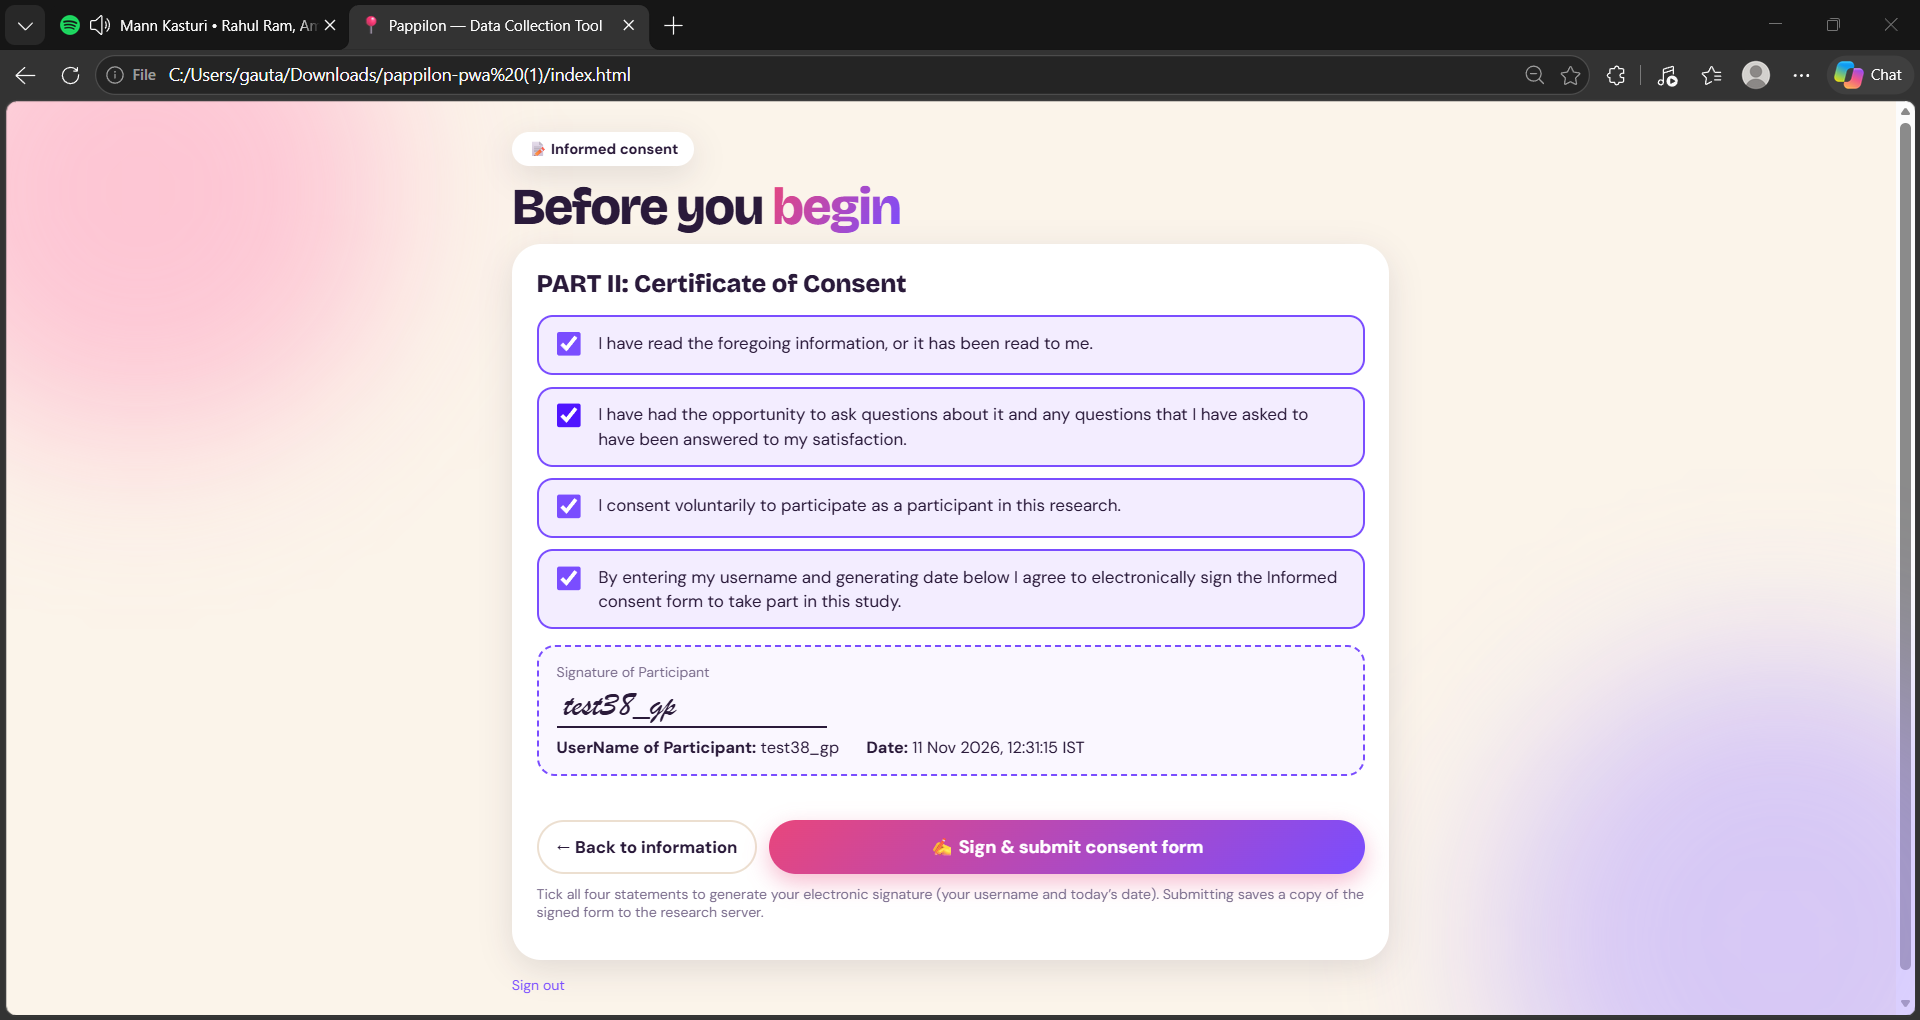 Mann Kasturi • Rahul Ram, Am
Pappilon — Data Collection Tool
File C:/Users/gauta/Downloads/pappilon-pwa%20(1)/index.html
Chat
Informed consent
Before you begin
PART II: Certificate of Consent
I have read the foregoing information, or it has been read to me.
I have had the opportunity to ask questions about it and any questions that I have asked to
have been answered to my satisfaction.
I consent voluntarily to participate as a participant in this research.
By entering my username and generating date below I agree to electronically sign the Informed
consent form to take part in this study.
Signature of Participant
test38_gp
UserName of Participant: test38_gp Date: 11 Nov 2026, 12:31:15 IST
← Back to information
✍️ Sign & submit consent form
Tick all four statements to generate your electronic signature (your username and today’s date). Submitting saves a copy of the
signed form to the research server.
Sign out